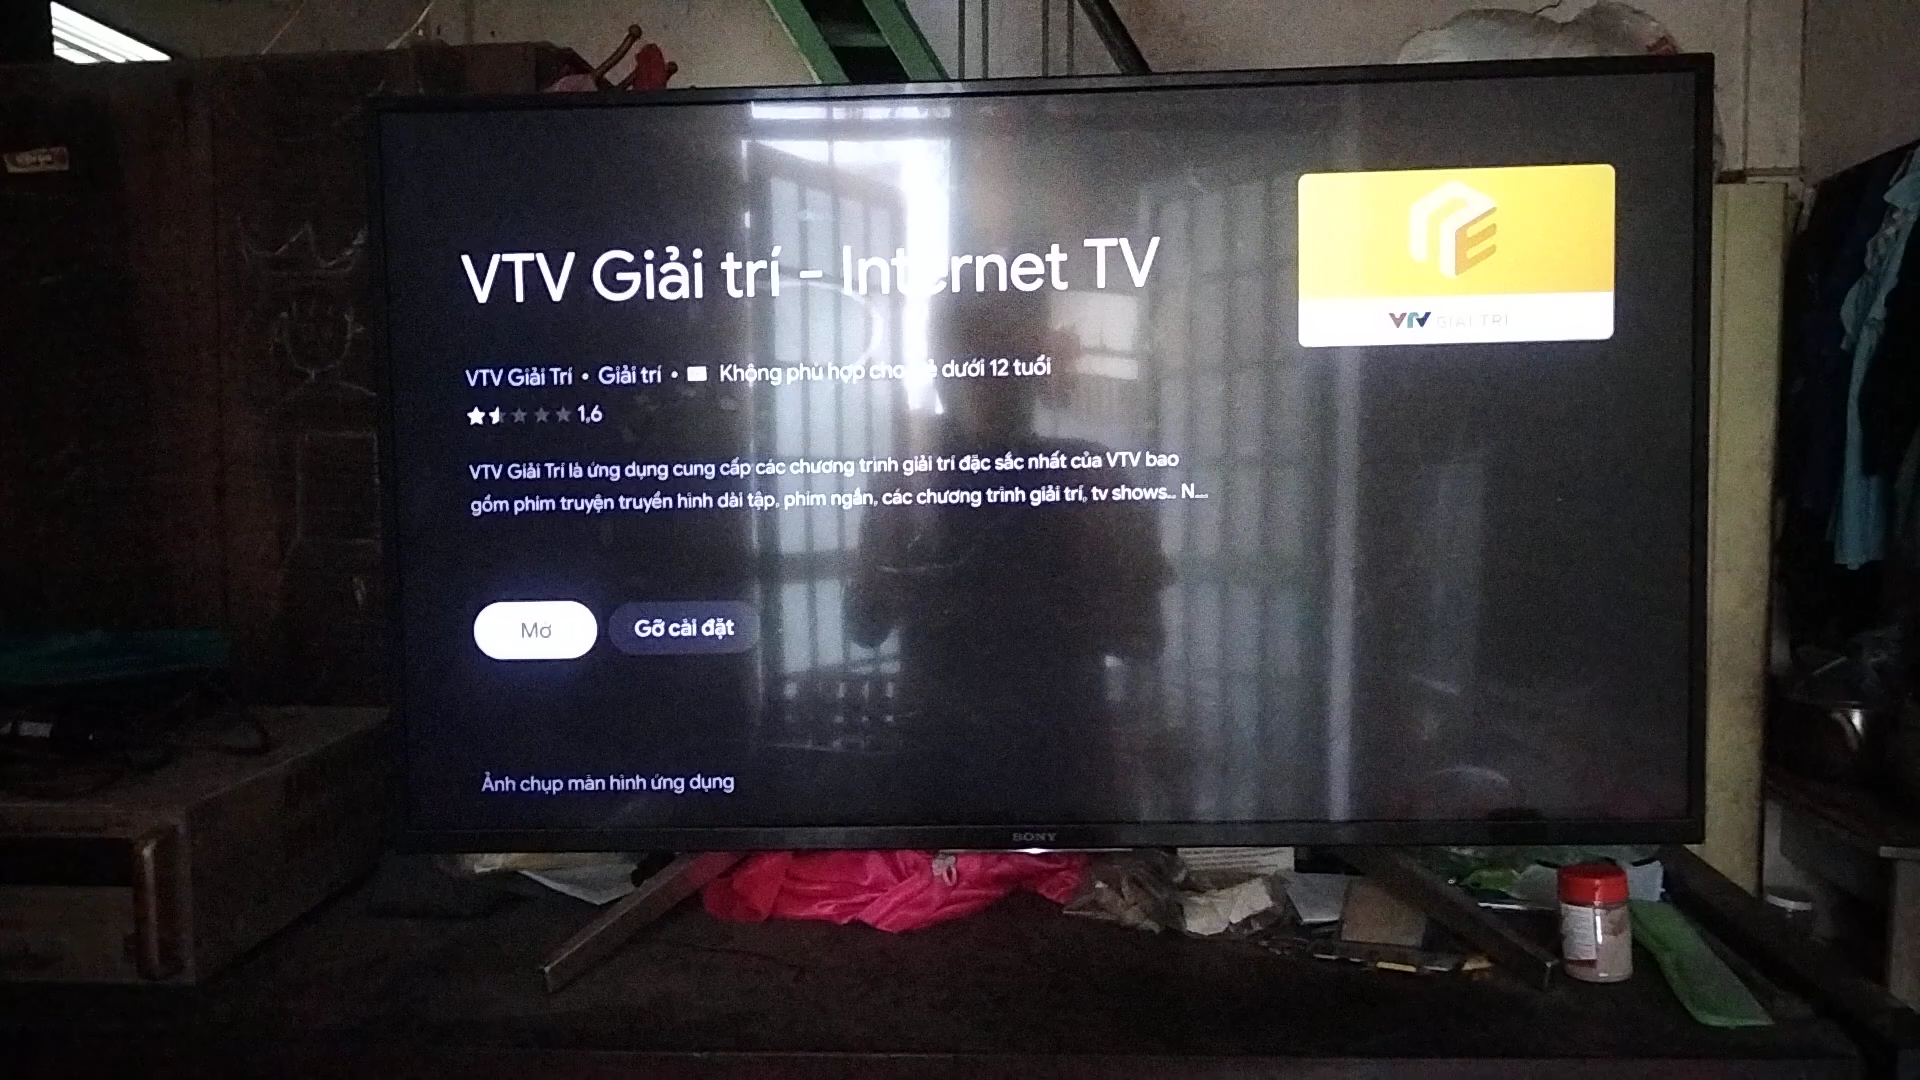 VTV Giải trí - Internet TV
VTV Giải Trí • Giải trí • Không phù hợp cho trẻ dưới 12 tuổi
1,6
VTV Giải Trí là ứng dụng cung cấp các chương trình giải trí đặc sắc nhất của VTV bao
gồm phim truyện truyền hình dài tập, phim ngắn, các chương trình giải trí, tv shows... N...
Mở
Gỡ cài đặt
Ảnh chụp màn hình ứng dụng
VTV GIẢI TRÍ
SONY